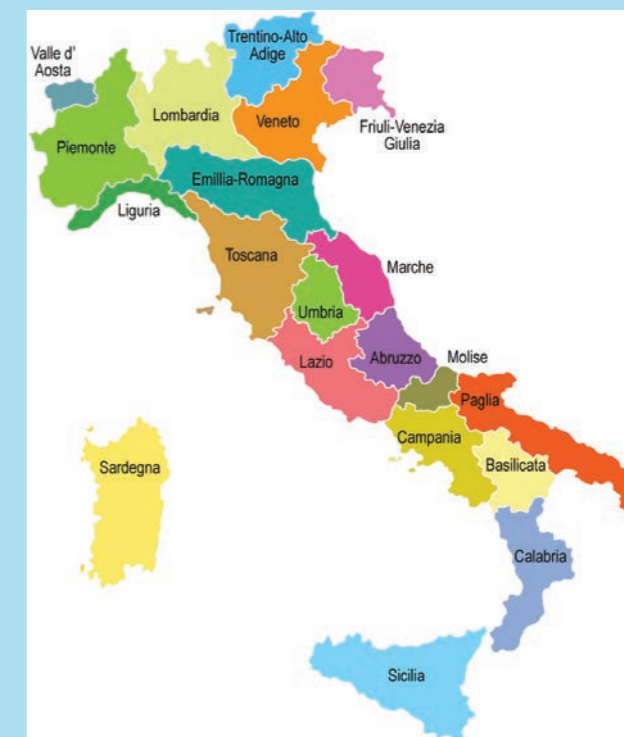 Trentino-Alto
Adige
Valle d'
Aosta
Lombardia
Veneto
Friuli-Venezia
Giulia
Piemonte
Emillia-Romagna
Liguria
Toscana
Marche
Umbria
Lazio
Abruzzo
Molise
Paglia
Campania
Basilicata
Sardegna
Calabria
Sicilia